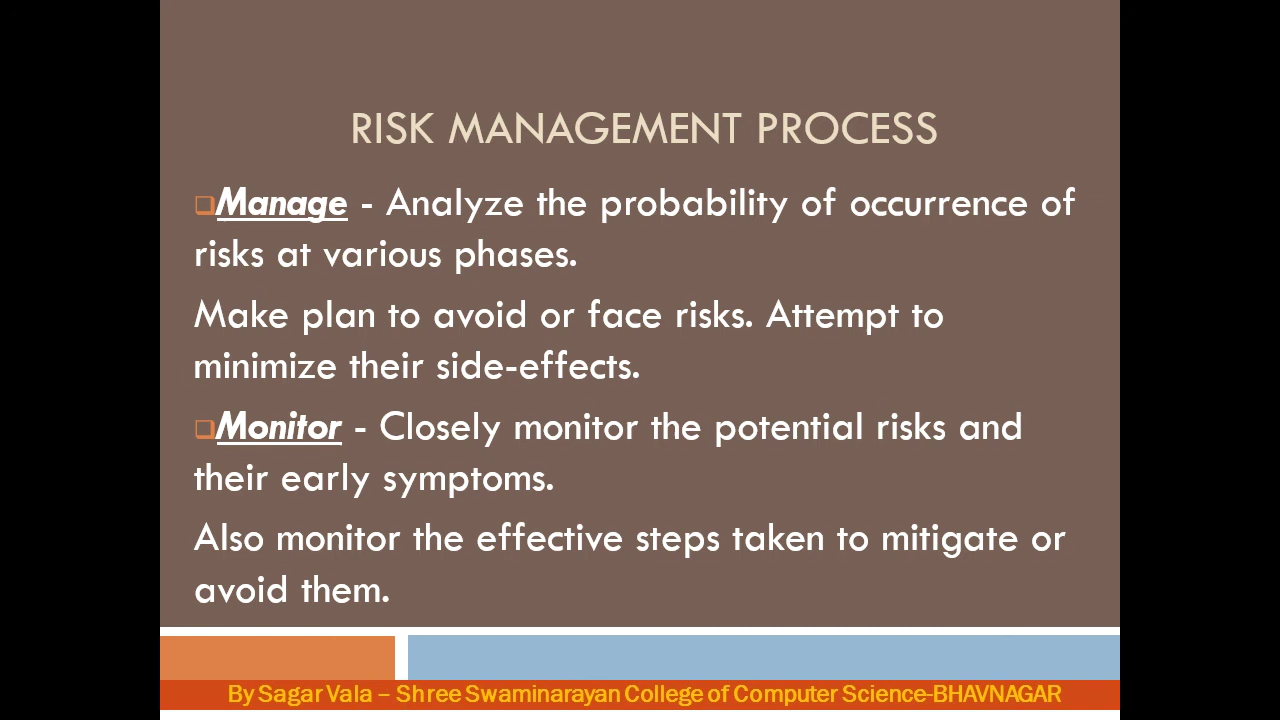 RISK MANAGEMENT PROCESS
❑Manage - Analyze the probability of occurrence of
risks at various phases.
Make plan to avoid or face risks. Attempt to
minimize their side-effects.
❑Monitor - Closely monitor the potential risks and
their early symptoms.
Also monitor the effective steps taken to mitigate or
avoid them.
By Sagar Vala – Shree Swaminarayan College of Computer Science-BHAVNAGAR